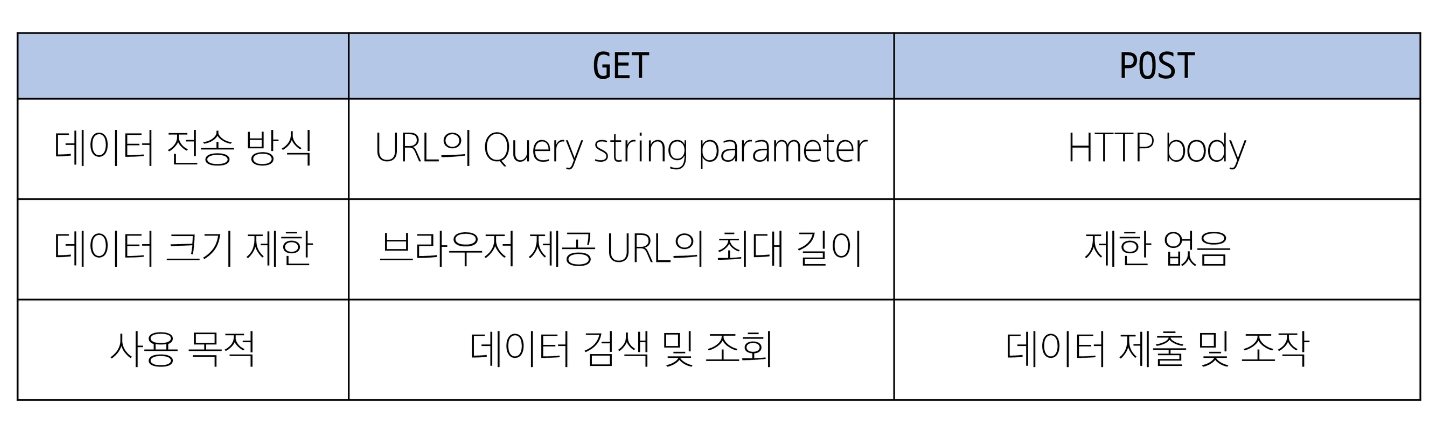 GET POST
데이터 전송 방식 URL의 Query string parameter HTTP body
데이터 크기 제한 브라우저 제공 URL의 최대 길이 제한 없음
사용 목적 데이터 검색 및 조회 데이터 제출 및 조작